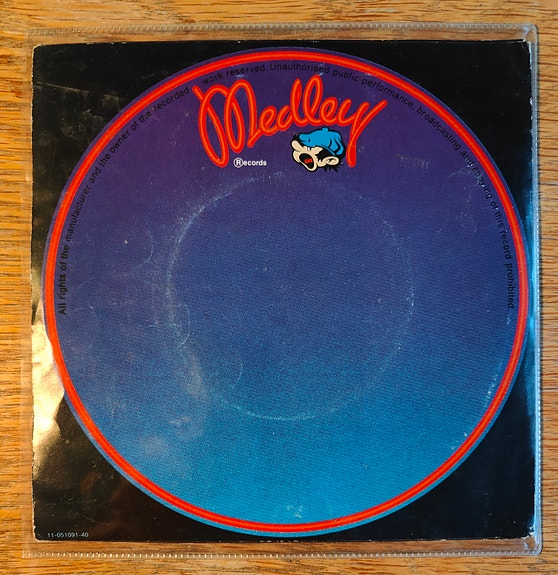 All rights of the manufacturer and the owner of the recorded work reserved. Unauthorised public performance, broadcasting and copying of this record prohibited.
Medley
Records
11-051091-40